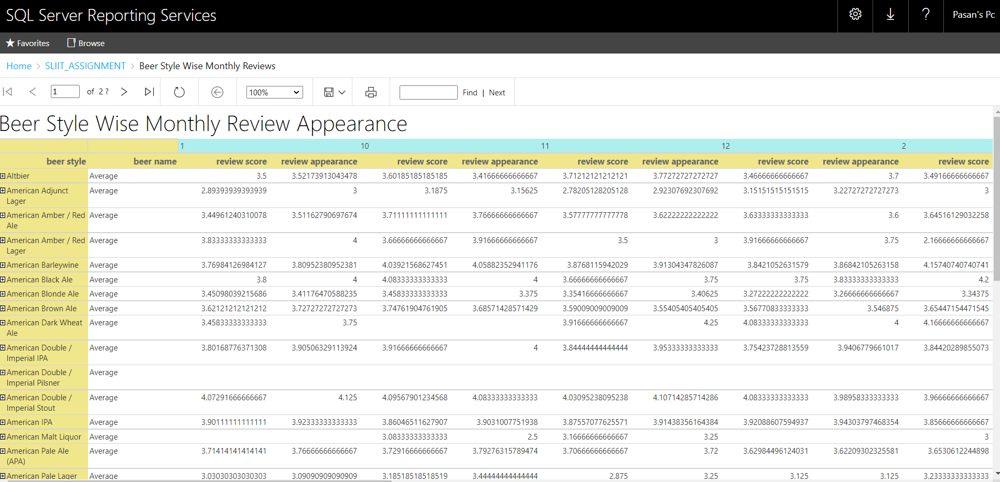 SQL Server Reporting Services
Pasan's Pc
Favorites Browse
Home > SLIIT_ASSIGNMENT > Beer Style Wise Monthly Reviews
1 of 2 ? 100% Find | Next
Beer Style Wise Monthly Review Appearance
1 10 11 12 2
beer style beer name review score review appearance review score review appearance review score review appearance review score review appearance review score
Altbier Average 3.5 3.52173913043478 3.60185185185185 3.41666666666667 3.71212121212121 3.77272727272727 3.46666666666667 3.7 3.49166666666667
American Adjunct Average 2.89393939393939 3 3.1875 3.15625 2.78205128205128 2.92307692307692 3.15151515151515 3.22727272727273 3
Lager
American Amber / Red Average 3.44961240310078 3.51162790697674 3.71111111111111 3.76666666666667 3.57777777777778 3.62222222222222 3.63333333333333 3.6 3.64516129032258
Ale
American Amber / Red Average 3.83333333333333 4 3.66666666666667 3.91666666666667 3.5 3 3.91666666666667 3.75 2.16666666666667
Lager
American Barleywine Average 3.76984126984127 3.80952380952381 4.03921568627451 4.05882352941176 3.8768115942029 3.91304347826087 3.8421052631579 3.86842105263158 4.15740740740741
American Black Ale Average 3.8 4 4.08333333333333 4 3.66666666666667 3.75 3.75 3.83333333333333 4.2
American Blonde Ale Average 3.45098039215686 3.41176470588235 3.45833333333333 3.375 3.35416666666667 3.40625 3.27222222222222 3.26666666666667 3.34375
American Brown Ale Average 3.62121212121212 3.72727272727273 3.74761904761905 3.68571428571429 3.59009009009009 3.55405405405405 3.56770833333333 3.546875 3.65447154471545
American Dark Wheat Average 3.45833333333333 3.75 3.91666666666667 4.25 4.08333333333333 4 4.16666666666667
Ale
American Double / Average 3.80168776371308 3.90506329113924 3.91666666666667 4 3.84444444444444 3.95333333333333 3.75423728813559 3.9406779661017 3.84420289855073
Imperial IPA
American Double / Average
Imperial Pilsner
American Double / Average 4.07291666666667 4.125 4.09567901234568 4.08333333333333 4.03095238095238 4.10714285714286 4.08333333333333 3.98958333333333 3.96666666666667
Imperial Stout
American IPA Average 3.90111111111111 3.92333333333333 3.86046511627907 3.9031007751938 3.87557077625571 3.91438356164384 3.92088607594937 3.94303797468354 3.85666666666667
American Malt Liquor Average 3.08333333333333 2.5 3.16666666666667 3.25 3
American Pale Ale Average 3.71414141414141 3.76666666666667 3.72916666666667 3.79276315789474 3.70666666666667 3.72 3.62984496124031 3.62209302325581 3.6530612244898
(APA)
American Pale Lager Average 3.03030303030303 3.09090909090909 3.18518518518519 3.44444444444444 2.875 3.25 3.125 3.125 3.23333333333333